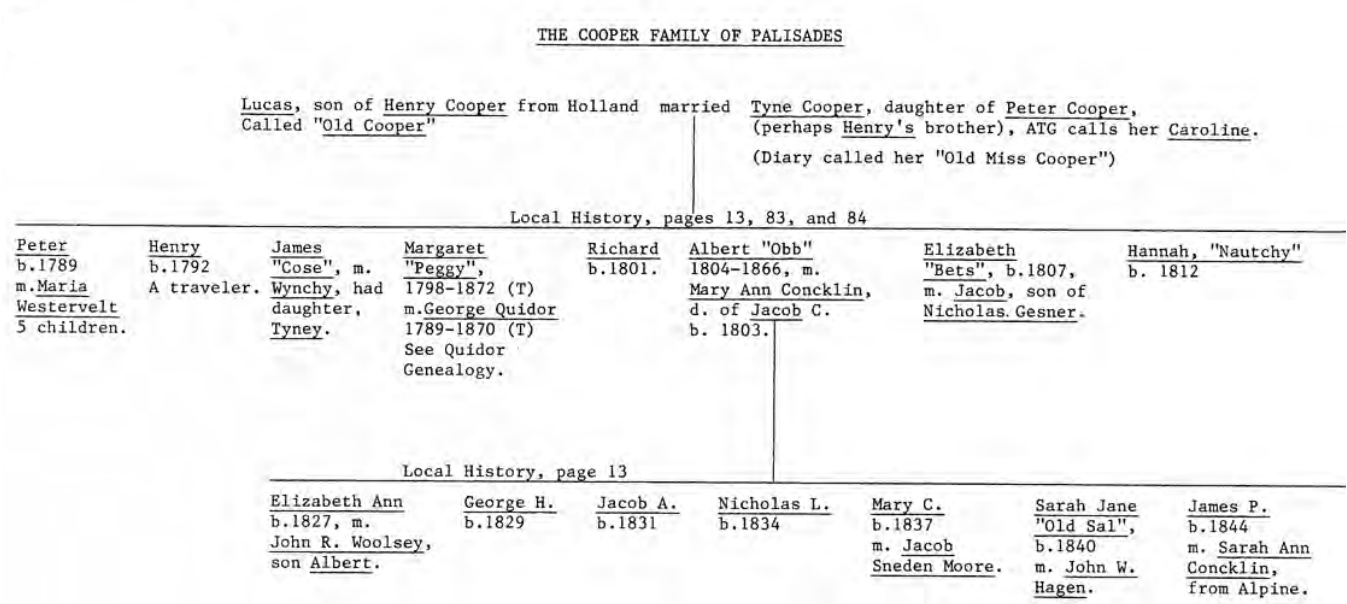 THE COOPER FAMILY OF PALISADES
Lucas, son of Henry Cooper from Holland married Tyne Cooper, daughter of Peter Cooper,
Called "Old Cooper"
(perhaps Henry's brother), ATG calls her Caroline.
(Diary called her "Old Miss Cooper")
Local History, pages 13, 83, and 84
Peter
b.1789
m.Maria
Westervelt
5 children.
Henry
b.1792
A traveler.
James
"Cose", m.
Wynchy, had
daughter,
Tyney.
Margaret
"Peggy",
1798-1872 (T)
m.George Quidor
1789-1870 (T)
See Quidor
Genealogy.
Richard
b.1801.
Albert "Obb"
1804-1866, m.
Mary Ann Concklin,
d. of Jacob C.
b. 1803.
Elizabeth
"Bets", b.1807,
m. Jacob, son of
Nicholas. Gesner.
Hannah, "Nautchy"
b. 1812
Local History, page 13
Elizabeth Ann
b.1827, m.
John R. Woolsey,
son Albert.
George H.
b.1829
Jacob A.
b.1831
Nicholas L.
b.1834
Mary C.
b.1837
m. Jacob
Sneden Moore.
Sarah Jane
"Old Sal",
b.1840
m. John W.
Hagen.
James P.
b.1844
m. Sarah Ann
Concklin,
from Alpine.